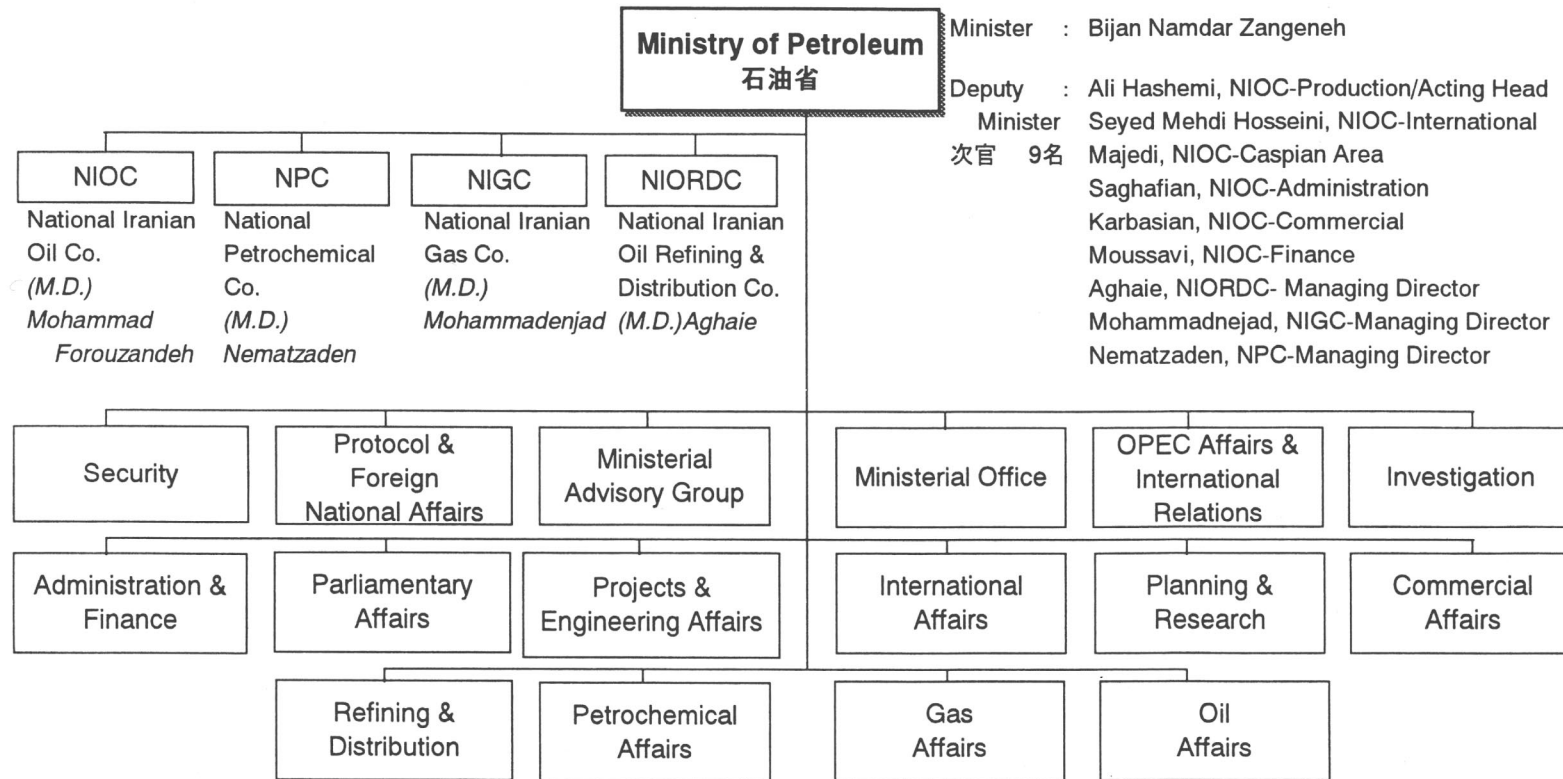 Ministry of Petroleum
石油省
Minister : Bijan Namdar Zangeneh
Deputy : Ali Hashemi, NIOC-Production/Acting Head
Minister Seyed Mehdi Hosseini, NIOC-International
次官 9名 Majedi, NIOC-Caspian Area
Saghafian, NIOC-Administration
Karbasian, NIOC-Commercial
Moussavi, NIOC-Finance
Aghaie, NIORDC- Managing Director
Mohammadnejad, NIGC-Managing Director
Nematzaden, NPC-Managing Director
NIOC
National Iranian
Oil Co.
(M.D.)
Mohammad
Forouzandeh
NPC
National
Petrochemical
Co.
(M.D.)
Nematzaden
NIGC
National Iranian
Gas Co.
(M.D.)
Mohammadenjad
NIORDC
National Iranian
Oil Refining &
Distribution Co.
(M.D.)Aghaie
Security
Protocol &
Foreign
National Affairs
Ministerial
Advisory Group
Ministerial Office
OPEC Affairs &
International
Relations
Investigation
Administration &
Finance
Parliamentary
Affairs
Projects &
Engineering Affairs
International
Affairs
Planning &
Research
Commercial
Affairs
Refining &
Distribution
Petrochemical
Affairs
Gas
Affairs
Oil
Affairs